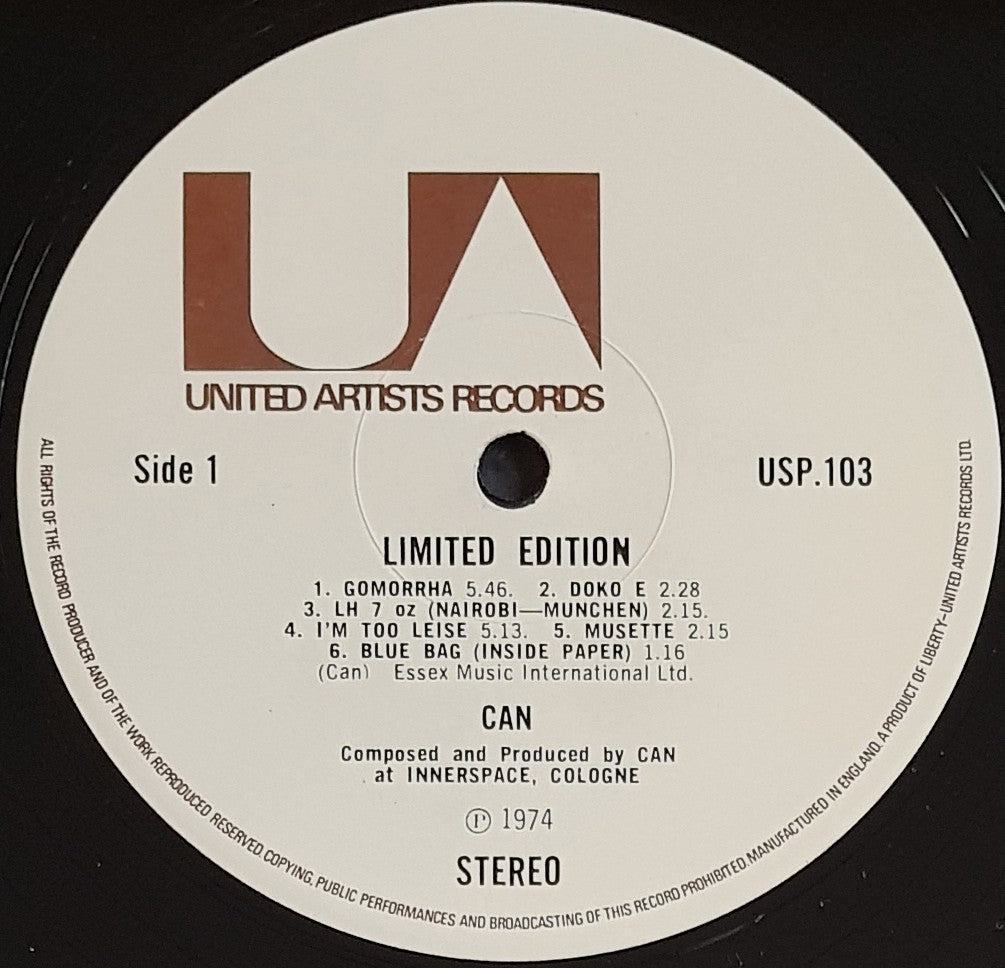 UA
UNITED ARTISTS RECORDS
Side 1
USP.103
LIMITED EDITION
1. GOMORRHA 5.46. 2. DOKO E 2.28
3. LH 7 oz (NAIROBI—MUNCHEN) 2.15.
4. I'M TOO LEISE 5.13. 5. MUSETTE 2.15
6. BLUE BAG (INSIDE PAPER) 1.16
(Can) Essex Music International Ltd.
CAN
Composed and Produced by CAN
at INNERSPACE, COLOGNE
℗ 1974
STEREO
ALL RIGHTS OF THE RECORD PRODUCER AND OF THE WORK REPRODUCED RESERVED. COPYING, PUBLIC PERFORMANCES AND BROADCASTING OF THIS RECORD PROHIBITED. MANUFACTURED IN ENGLAND. A PRODUCT OF LIBERTY–UNITED ARTISTS RECORDS LTD.